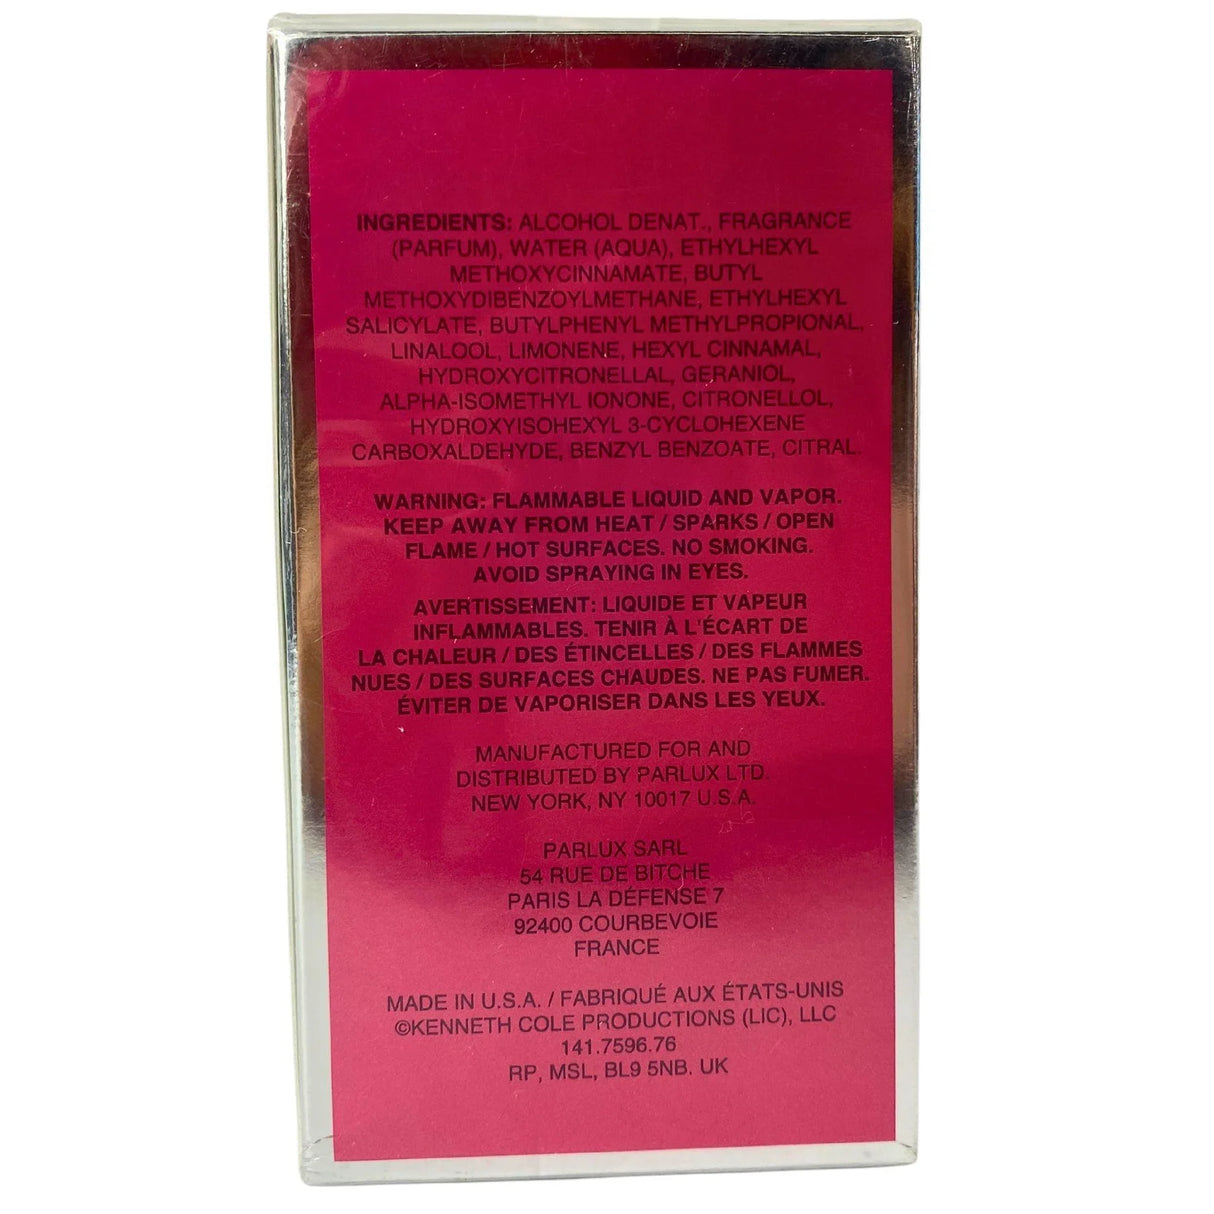 INGREDIENTS: ALCOHOL DENAT., FRAGRANCE
(PARFUM), WATER (AQUA), ETHYLHEXYL
METHOXYCINNAMATE, BUTYL
METHOXYDIBENZOYLMETHANE, ETHYLHEXYL
SALICYLATE, BUTYLPHENYL METHYLPROPIONAL,
LINALOOL, LIMONENE, HEXYL CINNAMAL,
HYDROXYCITRONELLAL, GERANIOL,
ALPHA-ISOMETHYL IONONE, CITRONELLOL,
HYDROXYISOHEXYL 3-CYCLOHEXENE
CARBOXALDEHYDE, BENZYL BENZOATE, CITRAL.
WARNING: FLAMMABLE LIQUID AND VAPOR.
KEEP AWAY FROM HEAT / SPARKS / OPEN
FLAME / HOT SURFACES. NO SMOKING.
AVOID SPRAYING IN EYES.
AVERTISSEMENT: LIQUIDE ET VAPEUR
INFLAMMABLES. TENIR À L'ÉCART DE
LA CHALEUR / DES ÉTINCELLES / DES FLAMMES
NUES / DES SURFACES CHAUDES. NE PAS FUMER.
ÉVITER DE VAPORISER DANS LES YEUX.
MANUFACTURED FOR AND
DISTRIBUTED BY PARLUX LTD.
NEW YORK, NY 10017 U.S.A.
PARLUX SARL
54 RUE DE BITCHE
PARIS LA DÉFENSE 7
92400 COURBEVOIE
FRANCE
MADE IN U.S.A. / FABRIQUÉ AUX ÉTATS-UNIS
©KENNETH COLE PRODUCTIONS (LIC), LLC
141.7596.76
RP, MSL, BL9 5NB. UK